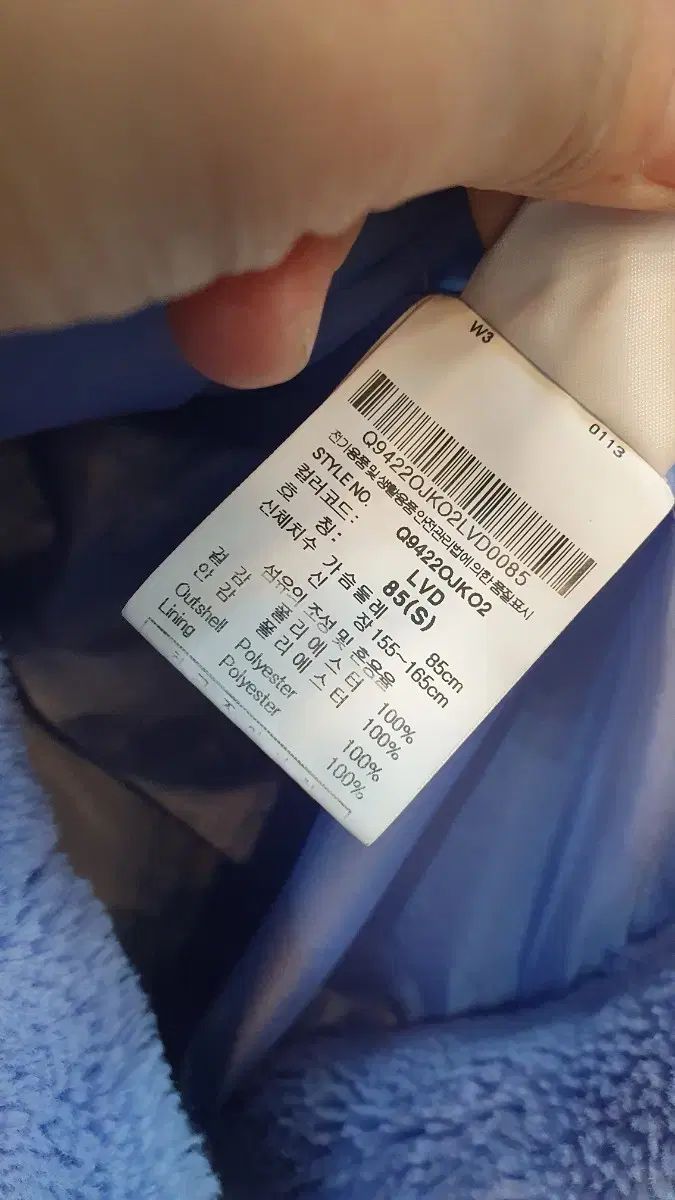 W3
0113
Q9422OJKO2LVD0085
전기용품 및 생활용품 안전관리법에 의한 품질표시
STYLE NO. Q9422OJKO2
컬러코드 : LVD
호 칭 : 85(S)
신체치수 가슴둘레 85cm
신 장 155~165cm
섬유의 조성 및 혼용율
겉 감 폴리에스터 100%
안 감 폴리에스터 100%
Outshell Polyester 100%
Lining Polyester 100%